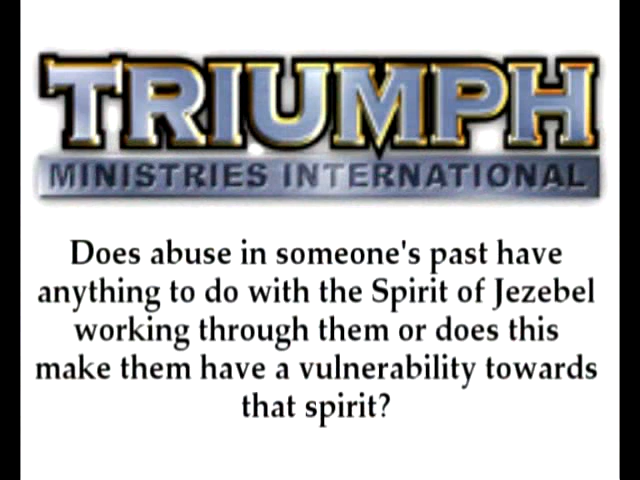 TRIUMPH
MINISTRIES INTERNATIONAL
Does abuse in someone's past have
anything to do with the Spirit of Jezebel
working through them or does this
make them have a vulnerability towards
that spirit?